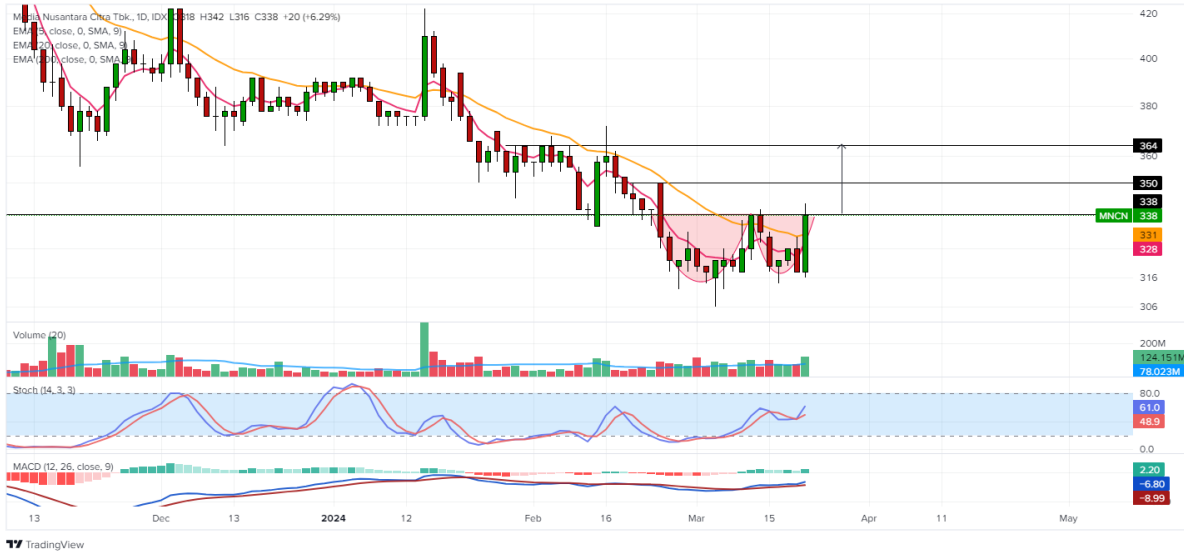 Media Nusantara Citra Tbk., 1D, IDX O318 H342 L316 C338 +20 (+6.29%)
EMA (5, close, 0, SMA, 9)
EMA (20, close, 0, SMA, 9)
EMA (200, close, 0, SMA,
420
400
380
364
360
350
338
MNCN 338
331
328
316
306
Volume (20)
200M
124.151M
78.023M
Stoch (14, 3, 3)
80.0
61.0
48.9
0.0
MACD (12, 26, close, 9)
2.20
−6.80
−8.99
13 Dec 13 2024 12 Feb 16 Mar 15 Apr 11 May
TradingView